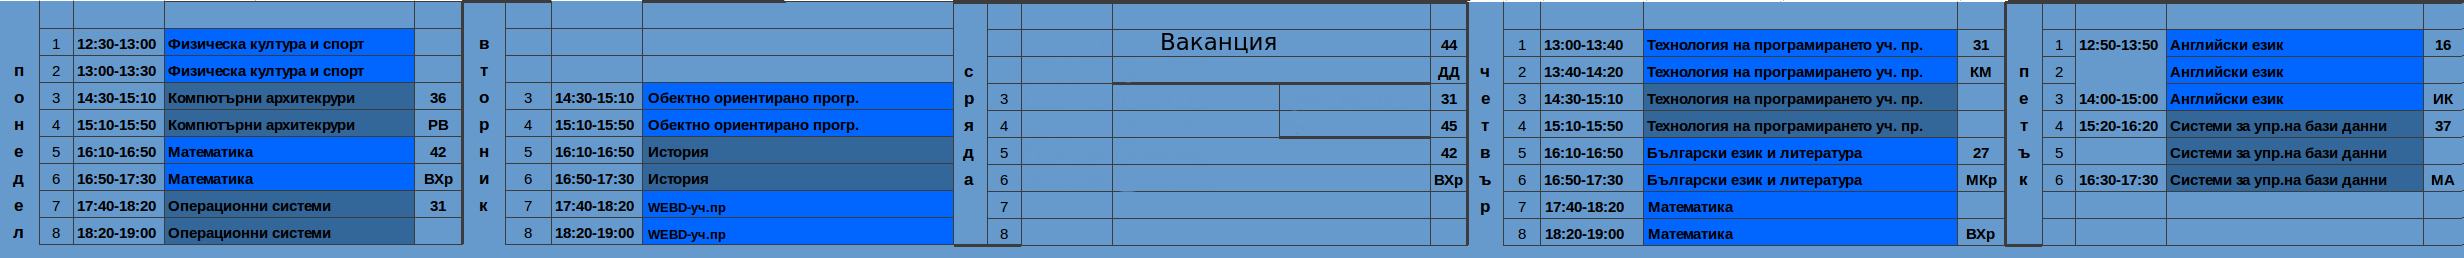 понедел
1 12:30-13:00 Физическа култура и спорт
2 13:00-13:30 Физическа култура и спорт
3 14:30-15:10 Компютърни архитекрури 36
4 15:10-15:50 Компютърни архитекрури РВ
5 16:10-16:50 Математика 42
6 16:50-17:30 Математика ВХр
7 17:40-18:20 Операционни системи 31
8 18:20-19:00 Операционни системи
вторник
3 14:30-15:10 Обектно ориентирано прогр.
4 15:10-15:50 Обектно ориентирано прогр.
5 16:10-16:50 История
6 16:50-17:30 История
7 17:40-18:20 WEBD-уч.пр
8 18:20-19:00 WEBD-уч.пр
сряда
Ваканция 44
ДД
3 31
4 45
5 42
6 ВХр
7
8
четвър
1 13:00-13:40 Технология на програмирането уч. пр. 31
2 13:40-14:20 Технология на програмирането уч. пр. КМ
3 14:30-15:10 Технология на програмирането уч. пр.
4 15:10-15:50 Технология на програмирането уч. пр.
5 16:10-16:50 Български език и литература 27
6 16:50-17:30 Български език и литература МКр
7 17:40-18:20 Математика
8 18:20-19:00 Математика ВХр
петък
1 12:50-13:50 Английски език 16
2 Английски език
3 14:00-15:00 Английски език ИК
4 15:20-16:20 Системи за упр.на бази данни 37
5 Системи за упр.на бази данни
6 16:30-17:30 Системи за упр.на бази данни МА